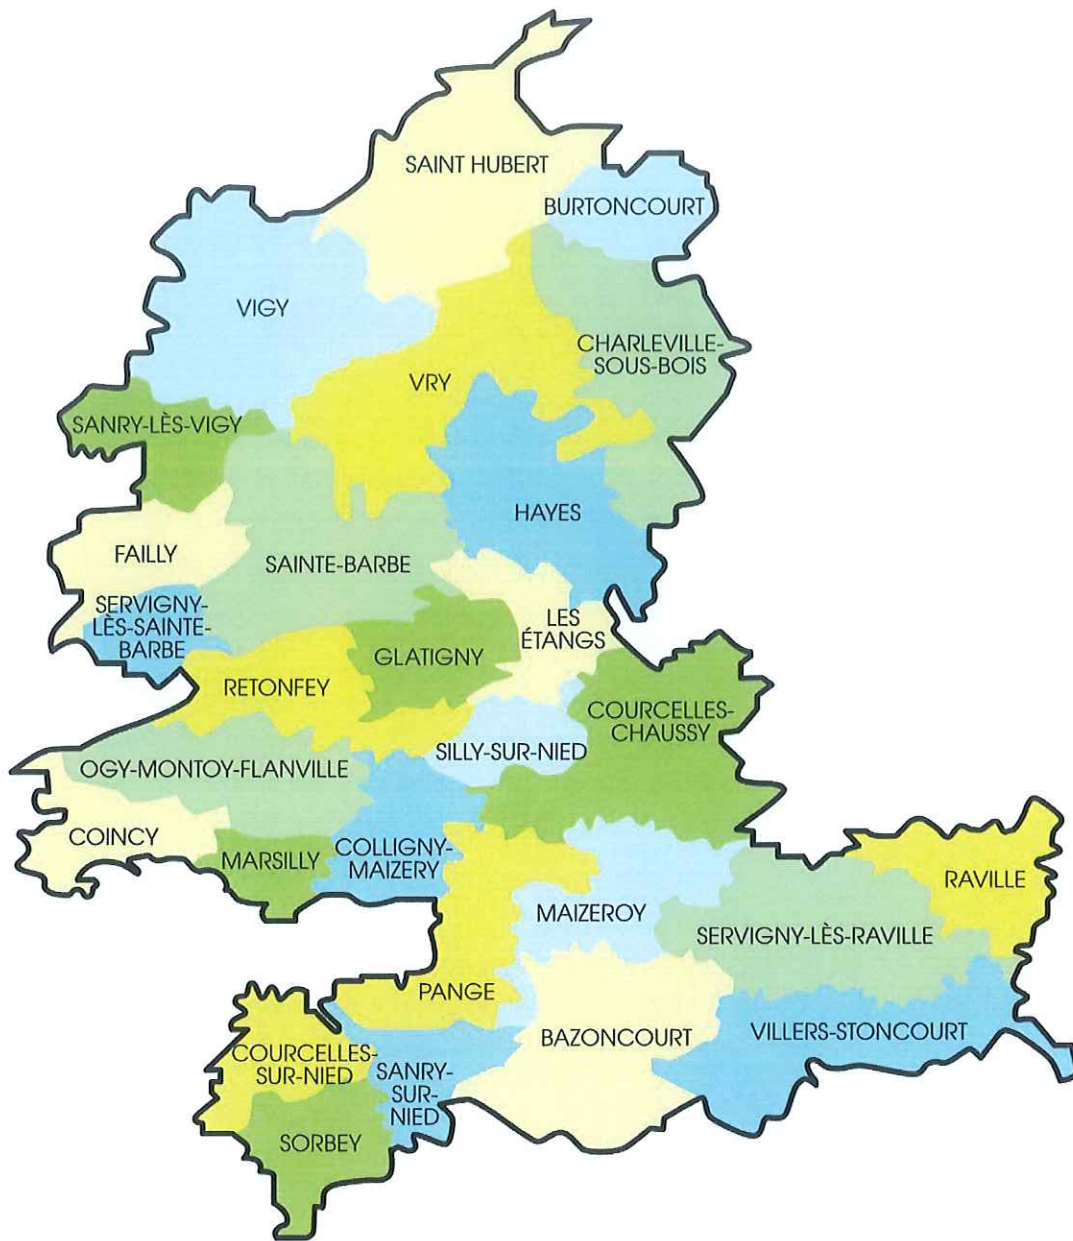 SAINT HUBERT
BURTONCOURT
VIGY
CHARLEVILLE-
SOUS-BOIS
VRY
SANRY-LÈS-VIGY
HAYES
FAILLY
SAINTE-BARBE
SERVIGNY-
LÈS-SAINTE-
BARBE
LES
ÉTANGS
GLATIGNY
RETONFEY
COURCELLES-
CHAUSSY
SILLY-SUR-NIED
OGY-MONTOY-FLANVILLE
COINCY
MARSILLY
COLLIGNY-
MAIZERY
RAVILLE
MAIZEROY
SERVIGNY-LÈS-RAVILLE
PANGE
BAZONCOURT
VILLERS-STONCOURT
COURCELLES-
SUR-NIED
SANRY-
SUR-
NIED
SORBEY